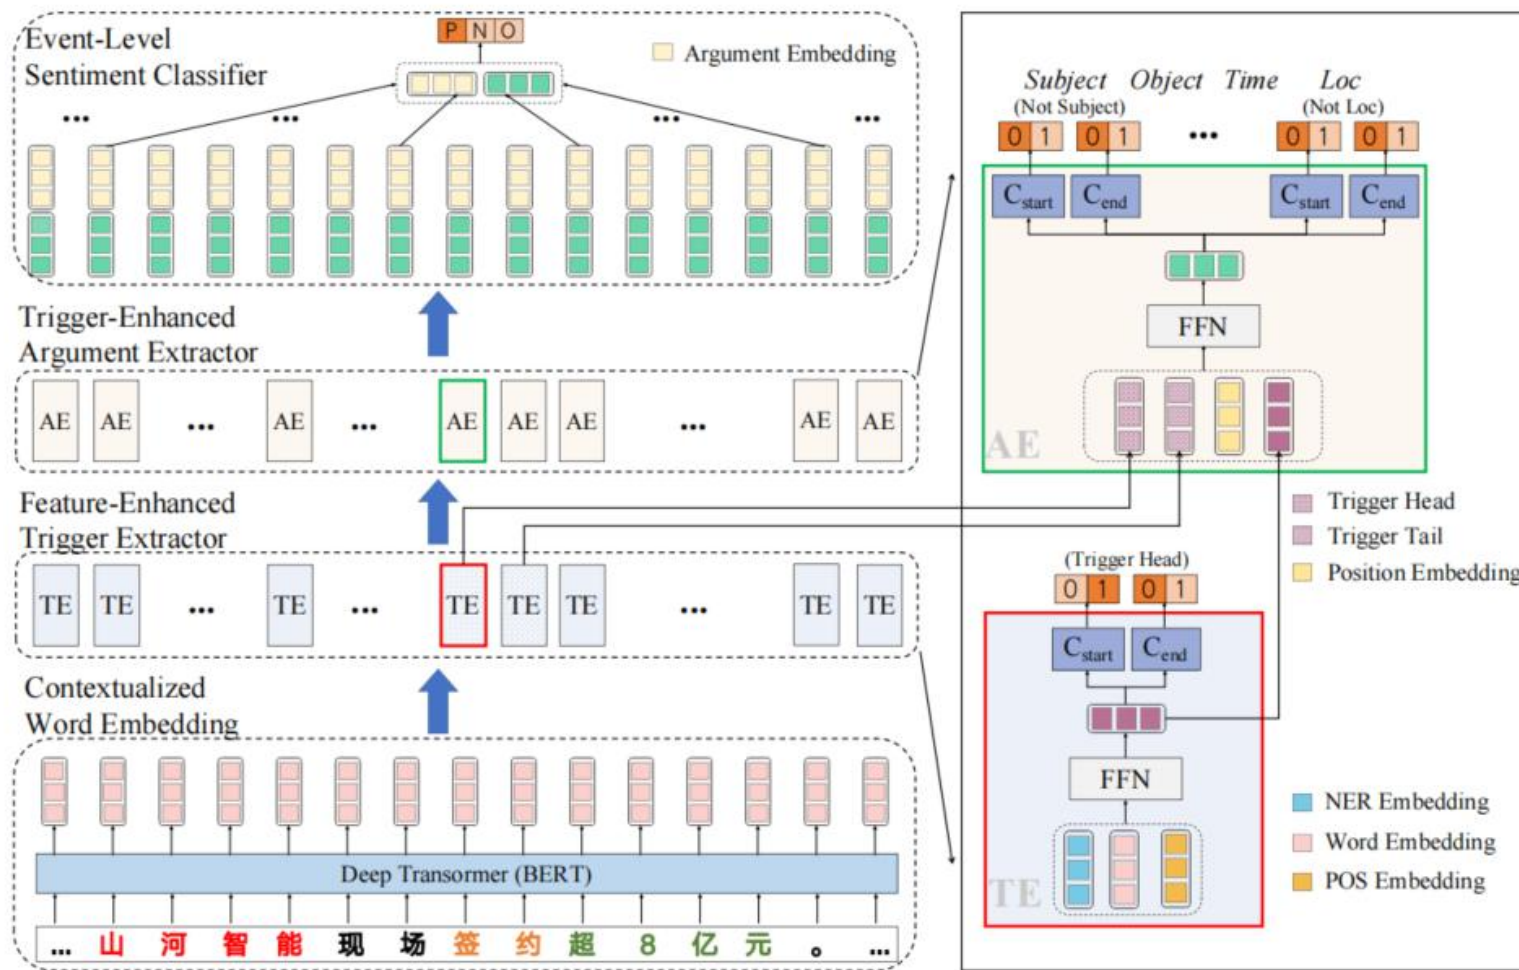 Event-Level
Sentiment Classifier
P N O
Argument Embedding
... ... ... ...
Trigger-Enhanced
Argument Extractor
AE AE ... AE ... AE AE AE ... AE AE
Feature-Enhanced
Trigger Extractor
TE TE ... TE ... TE TE TE ... TE TE
Contextualized
Word Embedding
Deep Transormer (BERT)
... 山 河 智 能 现 场 签 约 超 8 亿 元 。 ...
Subject Object Time Loc
(Not Subject) (Not Loc)
0 1 0 1 ... 0 1 0 1
Cstart Cend Cstart Cend
FFN
AE
Trigger Head
Trigger Tail
Position Embedding
(Trigger Head)
0 1 0 1
Cstart Cend
FFN
TE
NER Embedding
Word Embedding
POS Embedding